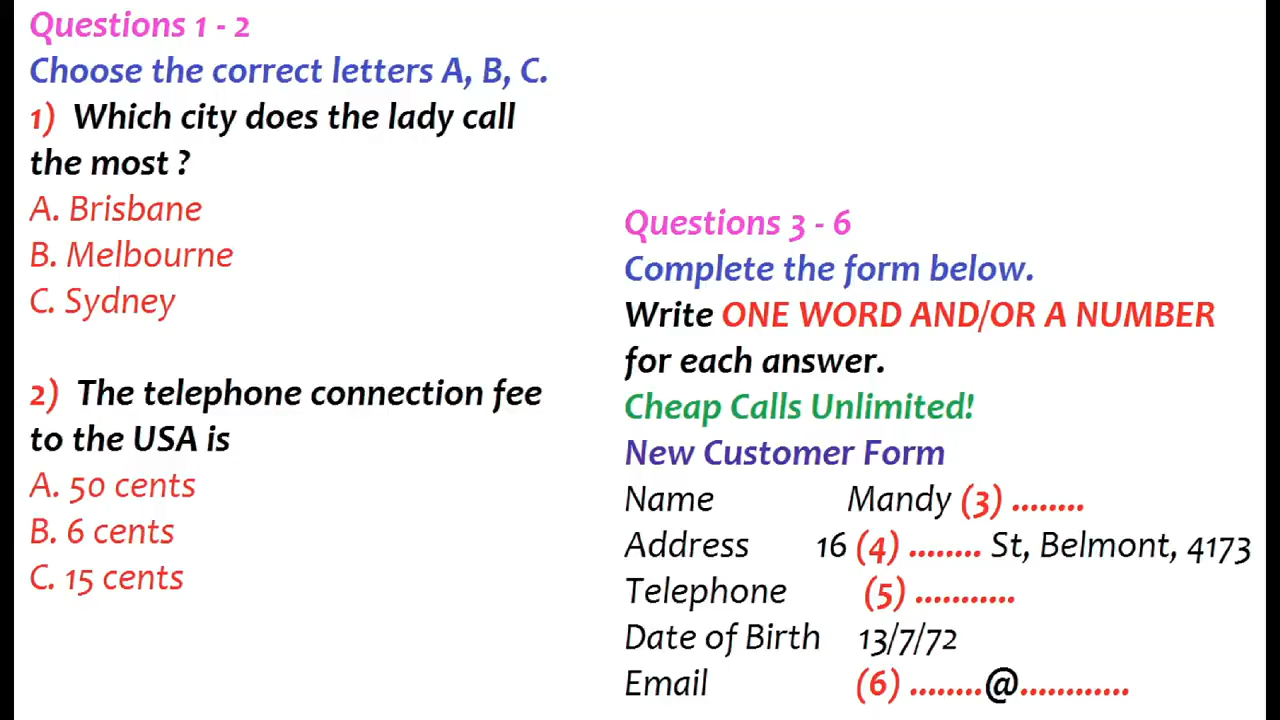 Questions 1 - 2
Choose the correct letters A, B, C.
1) Which city does the lady call
the most ?
A. Brisbane
B. Melbourne
C. Sydney
2) The telephone connection fee
to the USA is
A. 50 cents
B. 6 cents
C. 15 cents
Questions 3 - 6
Complete the form below.
Write ONE WORD AND/OR A NUMBER
for each answer.
Cheap Calls Unlimited!
New Customer Form
Name Mandy (3) ........
Address 16 (4) ........ St, Belmont, 4173
Telephone (5) ...........
Date of Birth 13/7/72
Email (6) ........@............